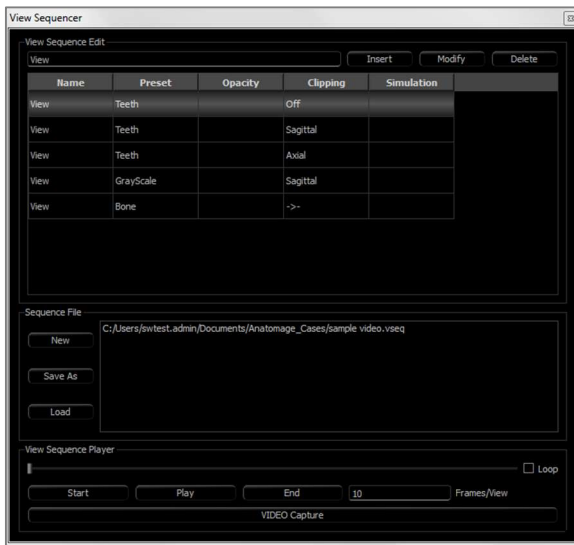 View Sequencer
View Sequence Edit
View Insert Modify Delete
Name Preset Opacity Clipping Simulation
View Teeth Off
View Teeth Sagittal
View Teeth Axial
View GrayScale Sagittal
View Bone ->-
Sequence File
C:/Users/swtest.admin/Documents/Anatomage_Cases/sample video.vseq
New
Save As
Load
View Sequence Player
Loop
Start Play End 10 Frames/View
VIDEO Capture